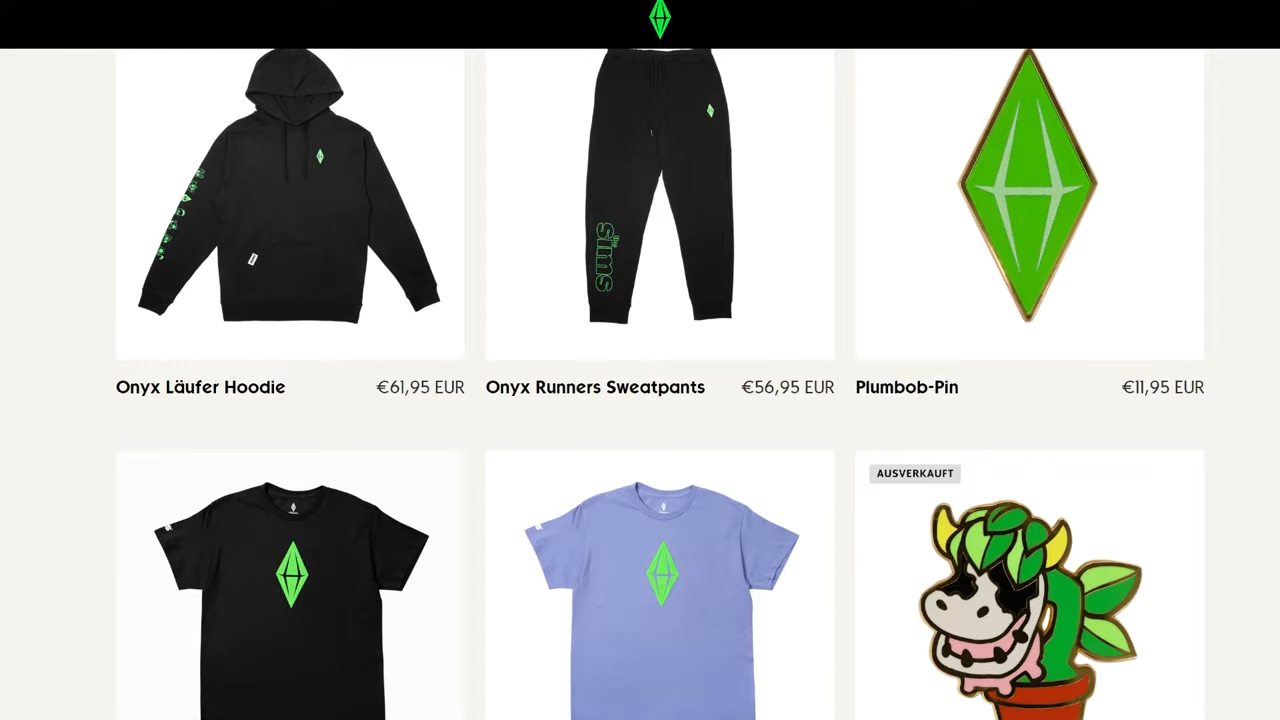 the sims
Onyx Läufer Hoodie €61,95 EUR
Onyx Runners Sweatpants €56,95 EUR
Plumbob-Pin €11,95 EUR
AUSVERKAUFT